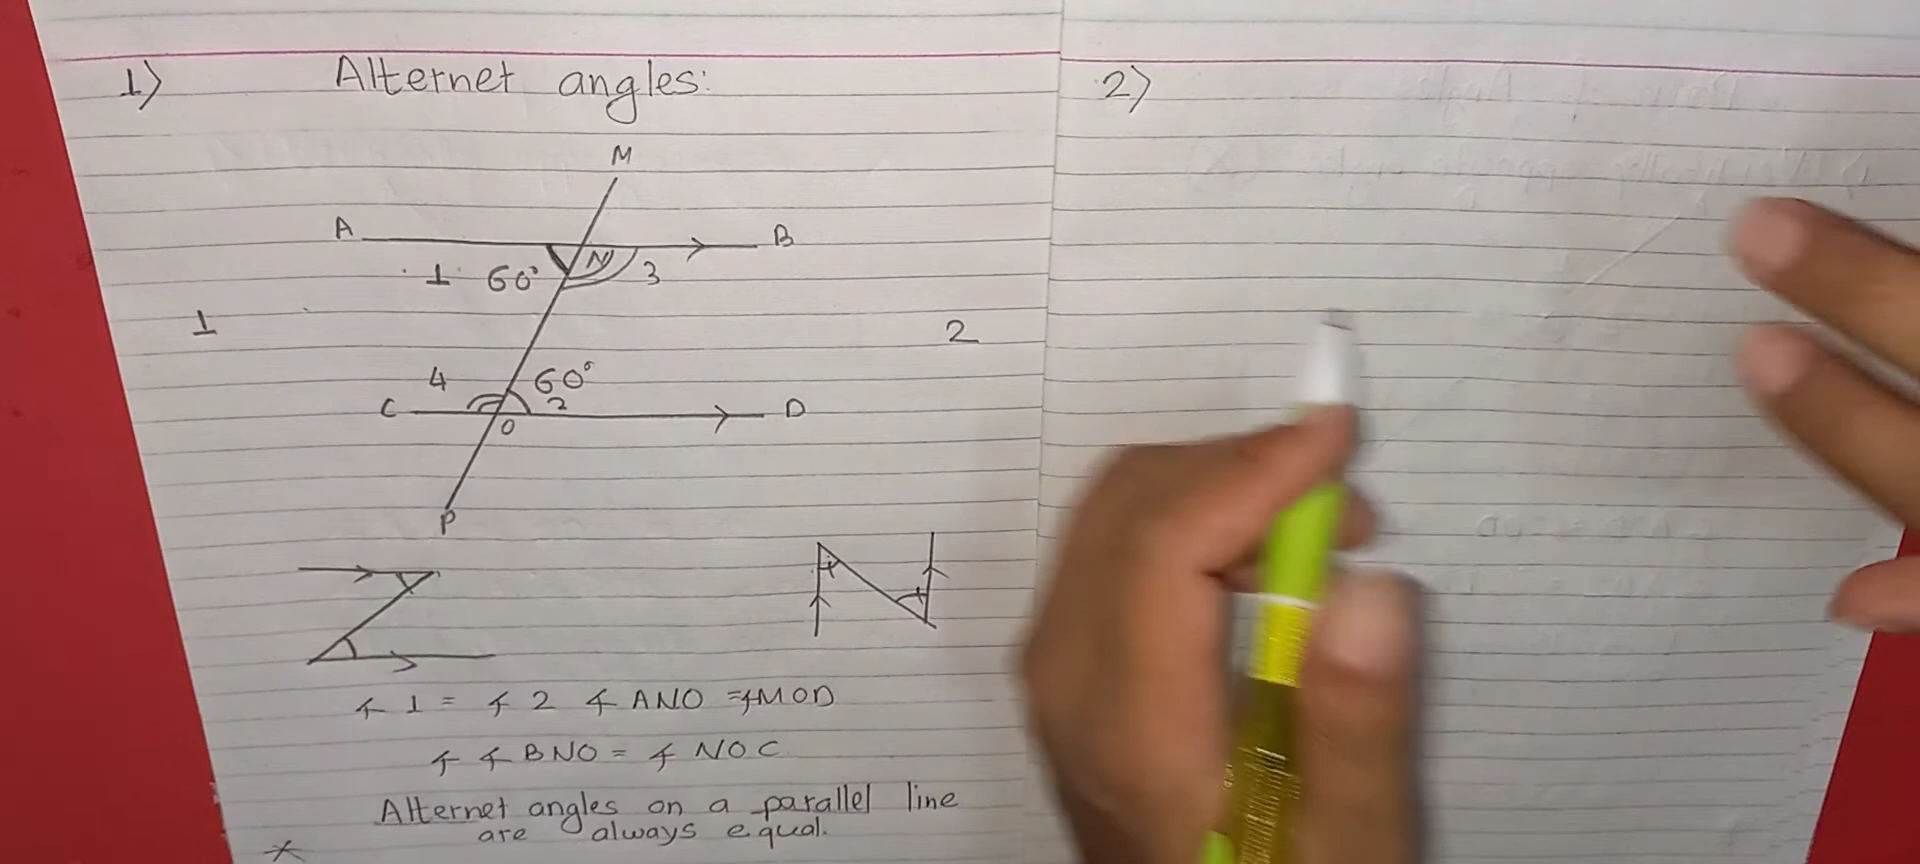 1) Alternet angles:
M
A B
1 60° N 3
1 2
4 60°
C 2 D
O
P
∡ 1 = ∡ 2 ∡ ANO = ∡MOD
∡ ∡ BNO = ∡ NOC
Alternet angles on a parallel line
are always equal.
2)